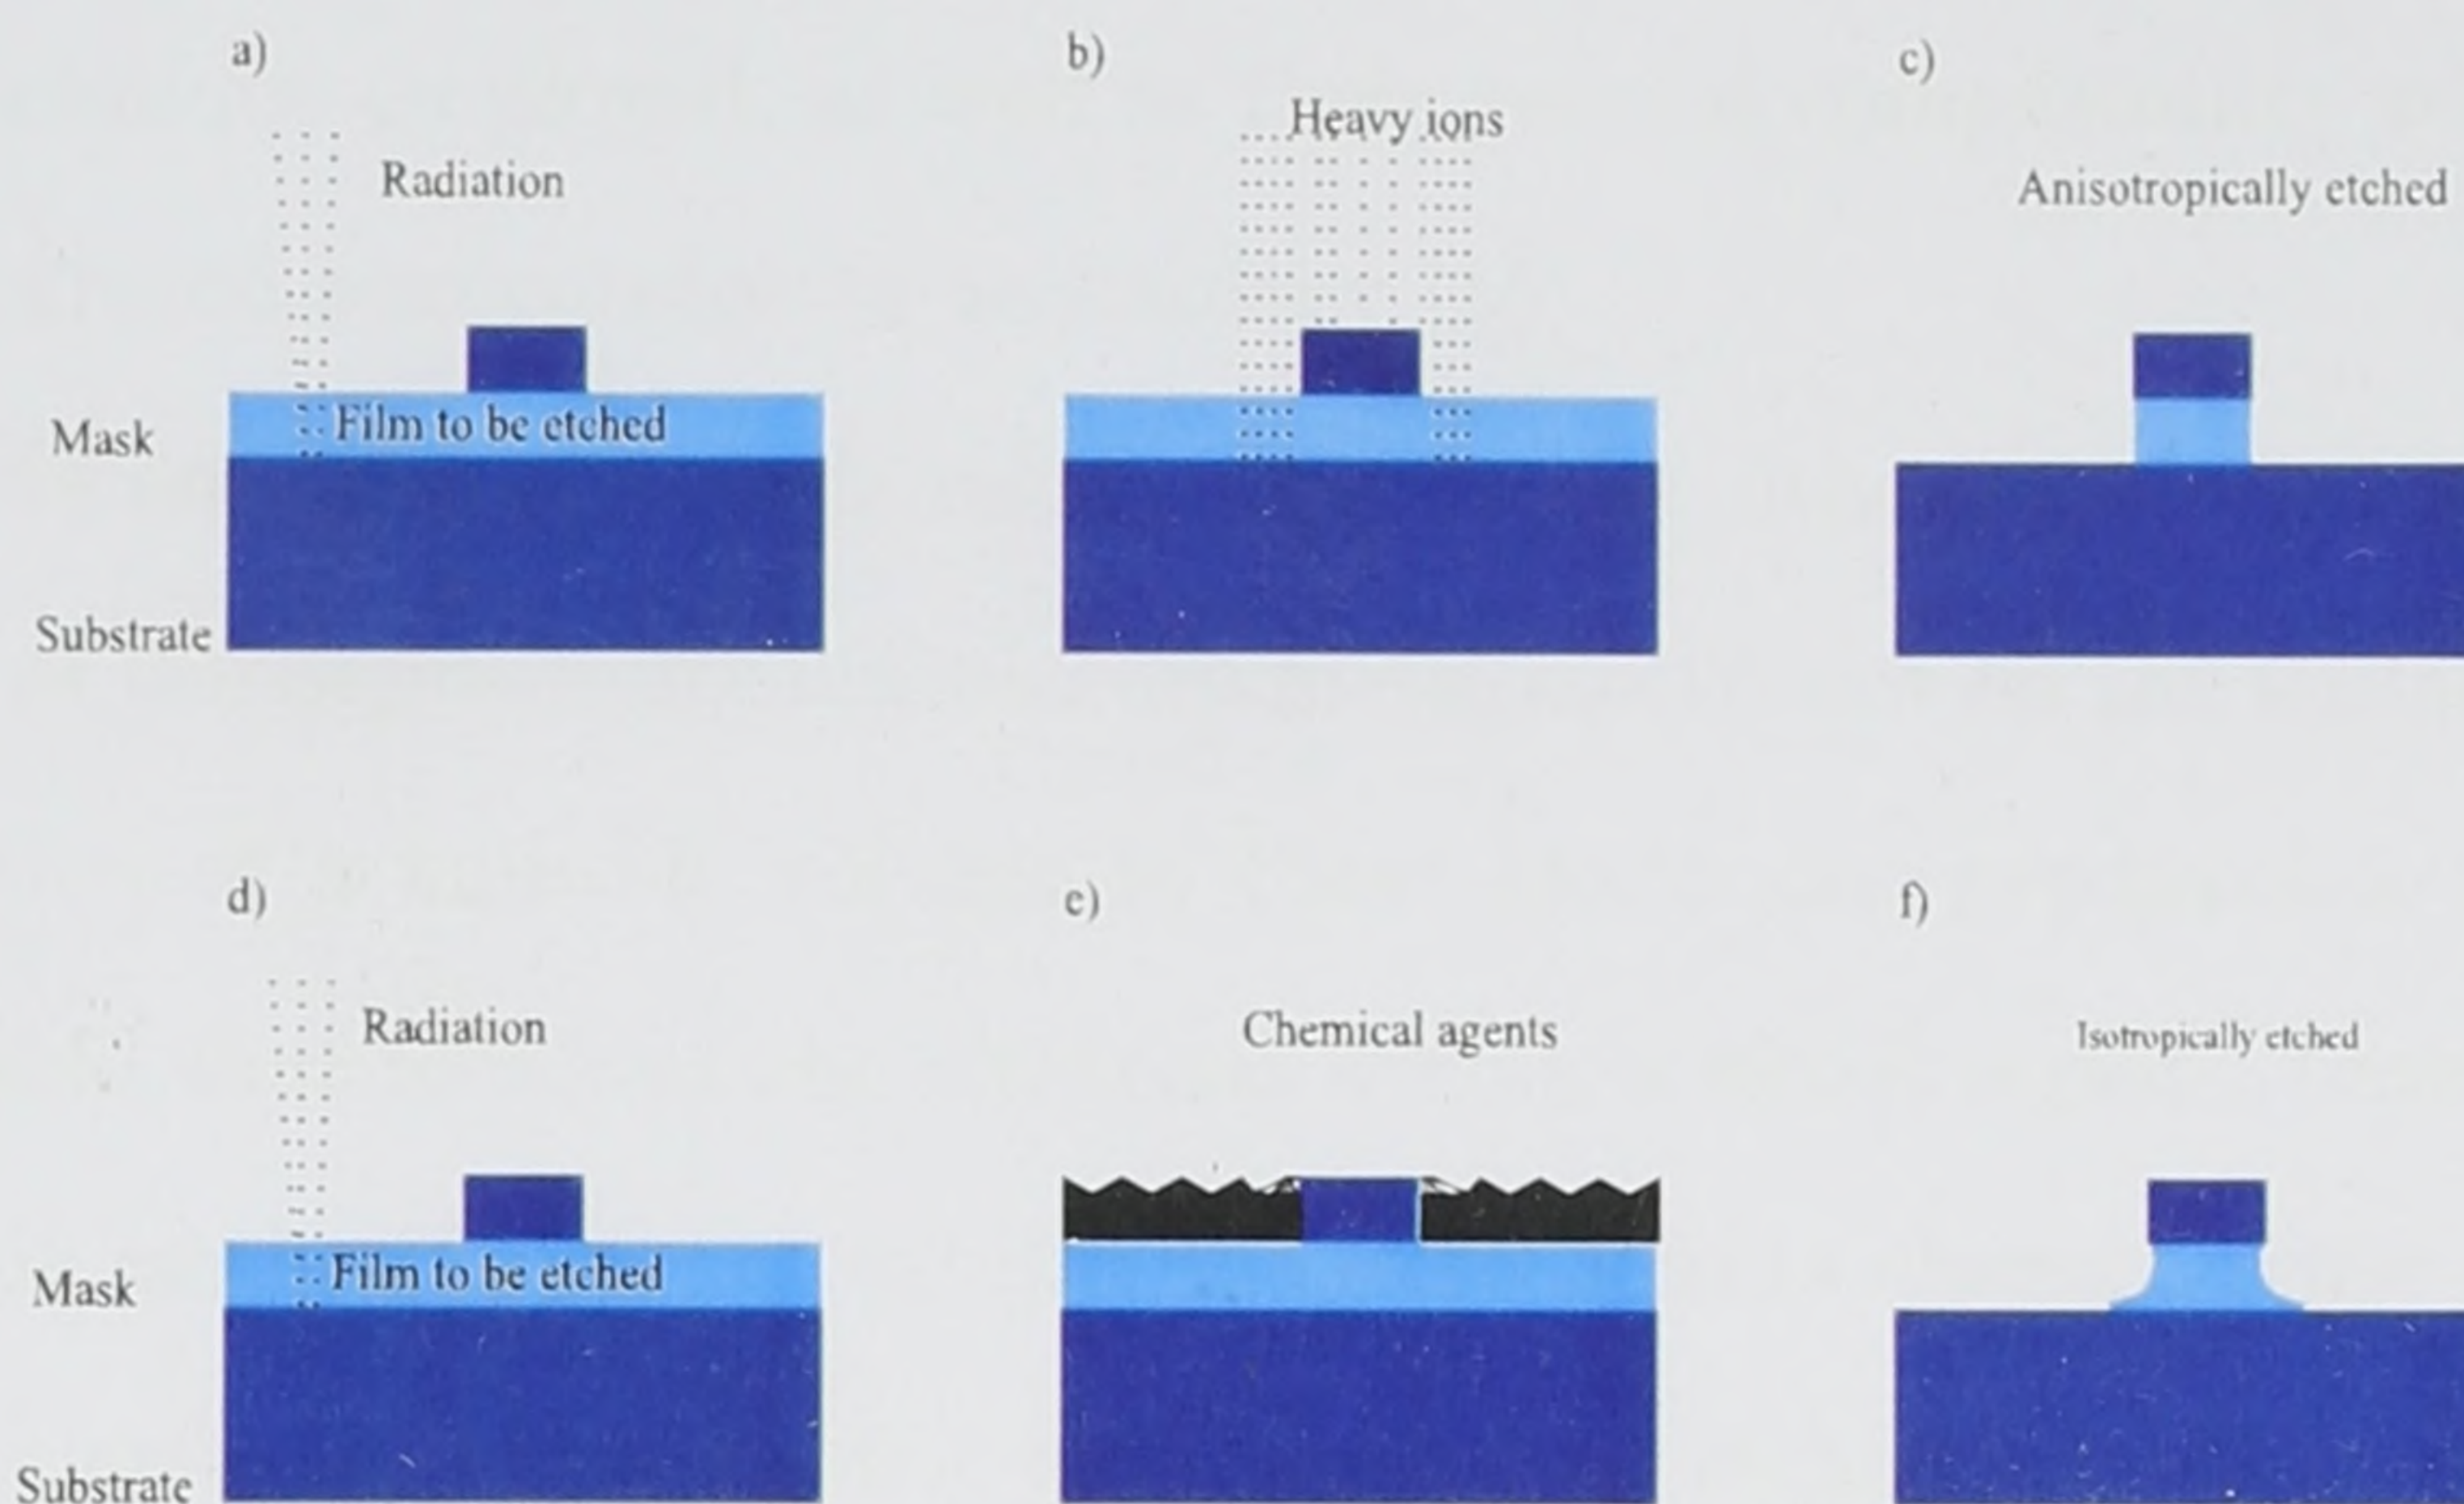 a)
b)
c)
Heavy ions
Radiation
Anisotropically etched
Mask
Film to be etched
Substrate
d)
e)
f)
Radiation
Chemical agents
Isotropically etched
Mask
Film to be etched
Substrate